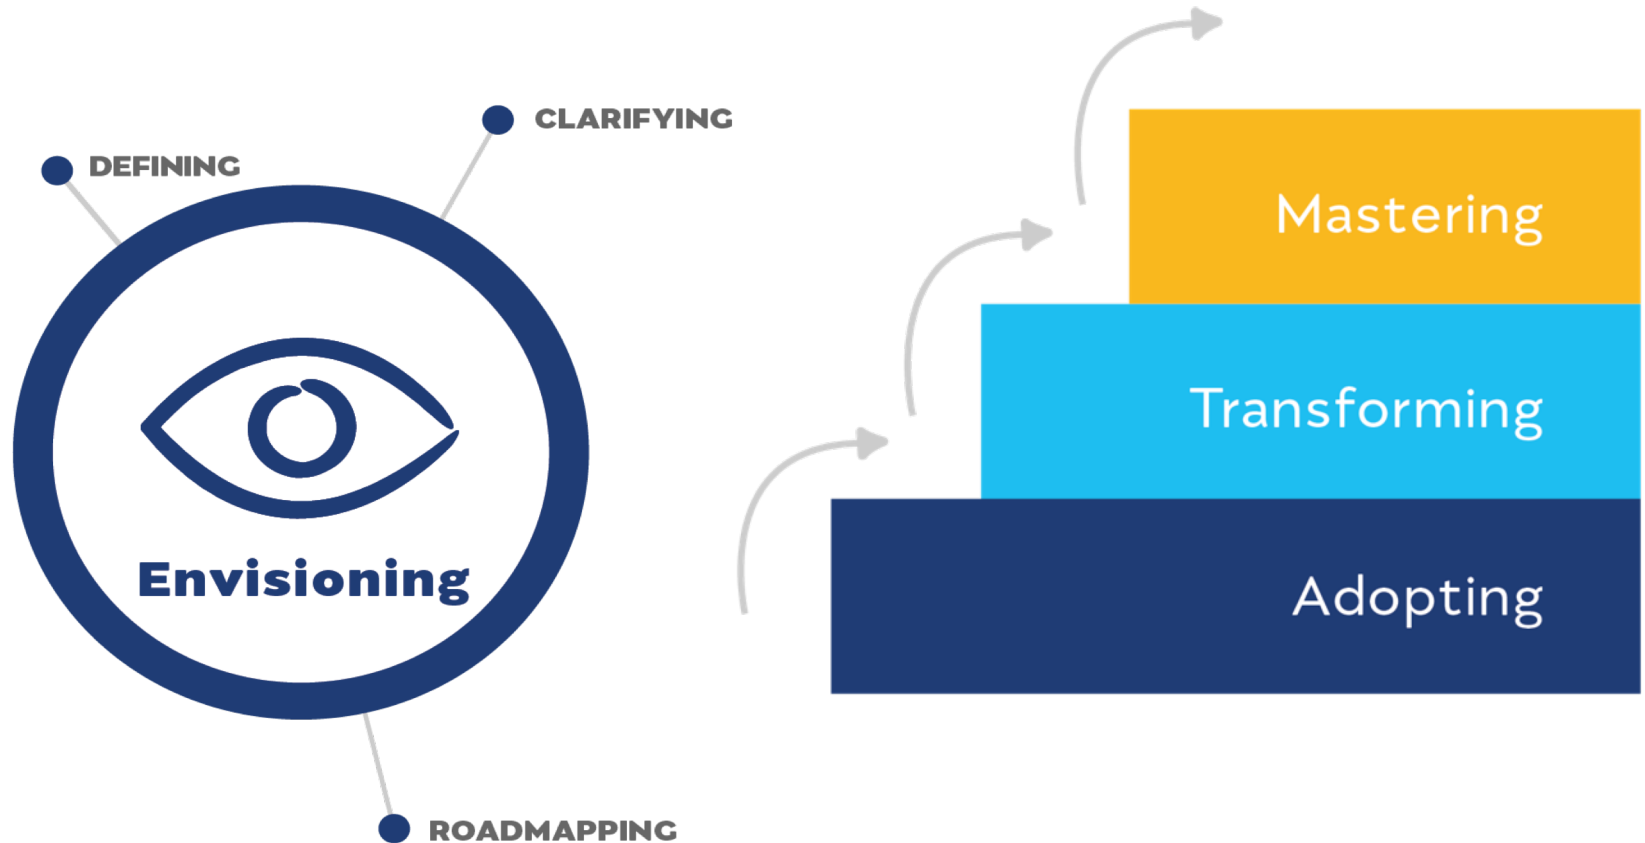 CLARIFYING
DEFINING
Envisioning
ROADMAPPING
Mastering
Transforming
Adopting